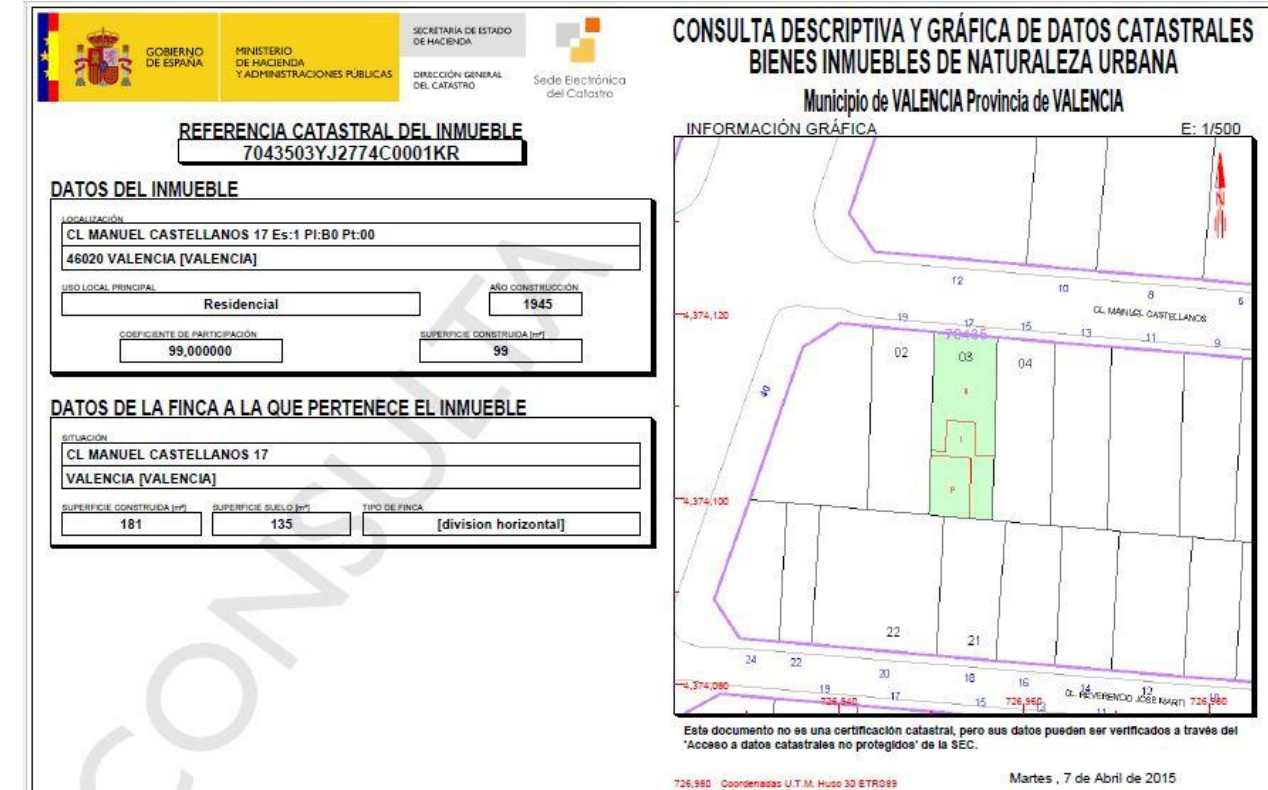 GOBIERNO
DE ESPAÑA
MINISTERIO
DE HACIENDA
Y ADMINISTRACIONES PÚBLICAS
SECRETARÍA DE ESTADO
DE HACIENDA
DIRECCIÓN GENERAL
DEL CATASTRO
Sede Electrónica
del Catastro
CONSULTA DESCRIPTIVA Y GRÁFICA DE DATOS CATASTRALES
BIENES INMUEBLES DE NATURALEZA URBANA
Municipio de VALENCIA Provincia de VALENCIA
REFERENCIA CATASTRAL DEL INMUEBLE
7043503YJ2774C0001KR
DATOS DEL INMUEBLE
LOCALIZACIÓN
CL MANUEL CASTELLANOS 17 Es:1 Pl:B0 Pt:00
46020 VALENCIA [VALENCIA]
USO LOCAL PRINCIPAL
Residencial
AÑO CONSTRUCCIÓN
1945
COEFICIENTE DE PARTICIPACIÓN
99,000000
SUPERFICIE CONSTRUIDA [m²]
99
DATOS DE LA FINCA A LA QUE PERTENECE EL INMUEBLE
SITUACIÓN
CL MANUEL CASTELLANOS 17
VALENCIA [VALENCIA]
SUPERFICIE CONSTRUIDA [m²]
181
SUPERFICIE SUELO [m²]
135
TIPO DE FINCA
[division horizontal]
CONSULTA
INFORMACIÓN GRÁFICA E: 1/500
N
12 10 8 6
CL MANUEL CASTELLANOS
4,374,120
19 17 15 13 11 9
70435
02 03 04
II
I
P
40
4,374,100
22 21
24 22 20 18 16 14 12 10
CL REVERENDO JOSE MARTI
4,374,080
19 17 15 13 11
726,940 726,960 726,980
Este documento no es una certificación catastral, pero sus datos pueden ser verificados a través del
'Acceso a datos catastrales no protegidos' de la SEC.
726,980 Coordenadas U.T.M. Huso 30 ETRS89
Martes , 7 de Abril de 2015